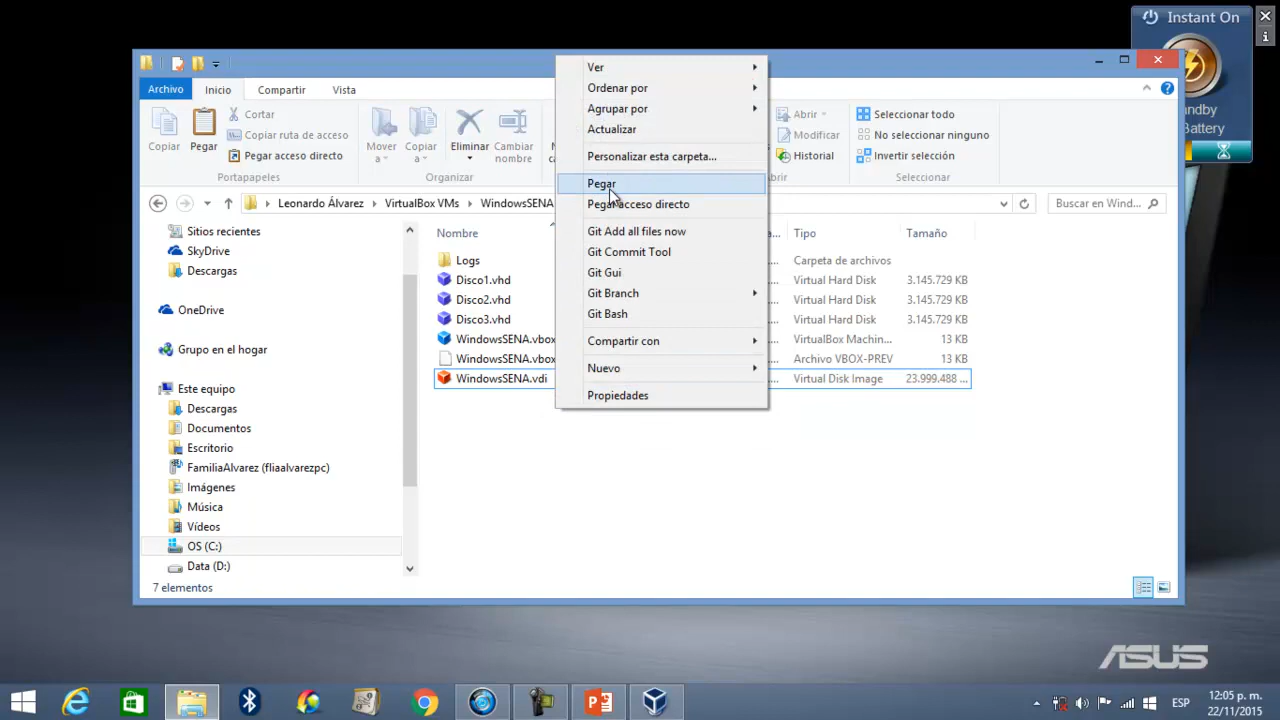 Instant On
ndby
Battery
Archivo
Inicio
Compartir
Vista
Copiar
Pegar
Cortar
Copiar ruta de acceso
Pegar acceso directo
Portapapeles
Mover a
Copiar a
Eliminar
Cambiar nombre
Organizar
Abrir
Modificar
Historial
Seleccionar todo
No seleccionar ninguno
Invertir selección
Seleccionar
Leonardo Álvarez
VirtualBox VMs
WindowsSENA
Buscar en Wind...
Ver
Ordenar por
Agrupar por
Actualizar
Personalizar esta carpeta...
Pegar
Pegar acceso directo
Git Add all files now
Git Commit Tool
Git Gui
Git Branch
Git Bash
Compartir con
Nuevo
Propiedades
Sitios recientes
SkyDrive
Descargas
OneDrive
Grupo en el hogar
Este equipo
Descargas
Documentos
Escritorio
FamiliaAlvarez (fliaalvarezpc)
Imágenes
Música
Vídeos
OS (C:)
Data (D:)
Nombre Tipo Tamaño
Logs Carpeta de archivos
Disco1.vhd Virtual Hard Disk 3.145.729 KB
Disco2.vhd Virtual Hard Disk 3.145.729 KB
Disco3.vhd Virtual Hard Disk 3.145.729 KB
WindowsSENA.vbox VirtualBox Machin... 13 KB
WindowsSENA.vbox Archivo VBOX-PREV 13 KB
WindowsSENA.vdi Virtual Disk Image 23.999.488 ...
7 elementos
ASUS
ESP
12:05 p. m.
22/11/2015